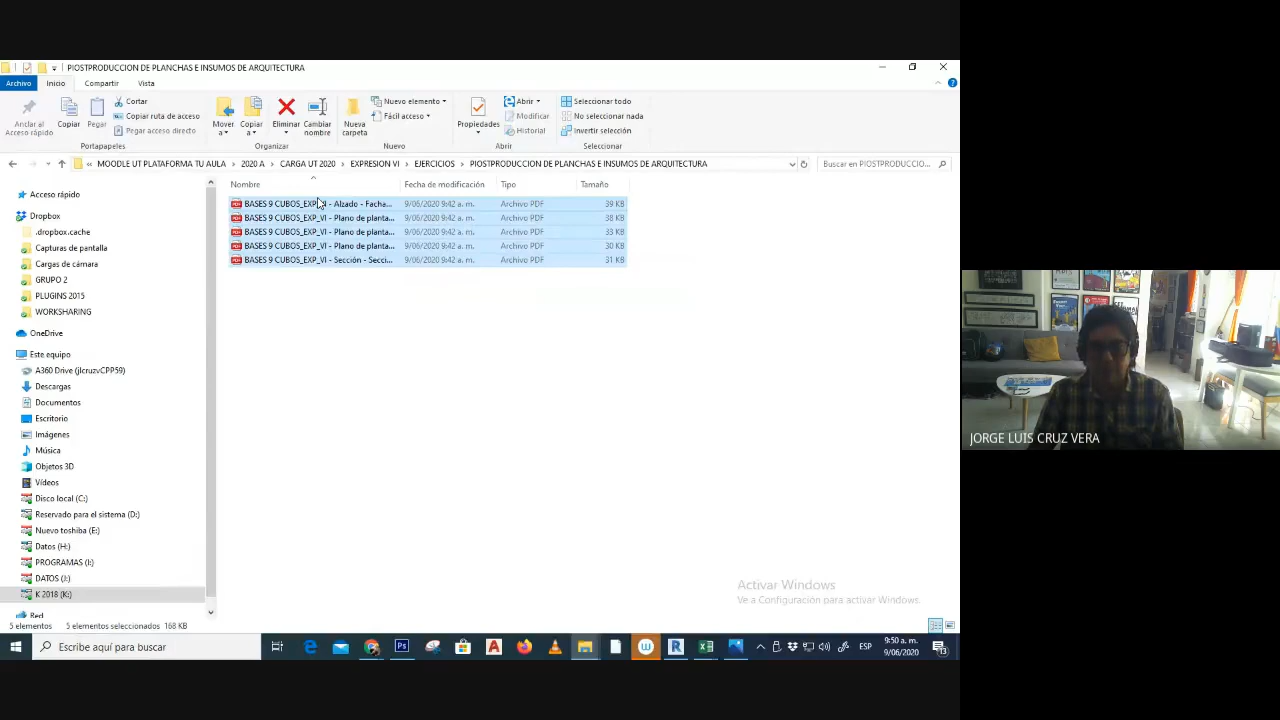 PIOSTPRODUCCION DE PLANCHAS E INSUMOS DE ARQUITECTURA
Archivo Inicio Compartir Vista
Anclar al Acceso rápido
Copiar
Pegar
Cortar
Copiar ruta de acceso
Pegar acceso directo
Portapapeles
Mover a
Copiar a
Eliminar
Cambiar nombre
Organizar
Nueva carpeta
Nuevo elemento
Fácil acceso
Nuevo
Propiedades
Abrir
Modificar
Historial
Abrir
Seleccionar todo
No seleccionar nada
Invertir selección
Seleccionar
« MOODLE UT PLATAFORMA TU AULA > 2020 A > CARGA UT 2020 > EXPRESION VI > EJERCICIOS > PIOSTPRODUCCION DE PLANCHAS E INSUMOS DE ARQUITECTURA
Buscar en PIOSTPRODUCCIO...
Nombre Fecha de modificación Tipo Tamaño
BASES 9 CUBOS_EXP_VI - Alzado - Facha... 9/06/2020 9:42 a. m. Archivo PDF 39 KB
BASES 9 CUBOS_EXP_VI - Plano de planta... 9/06/2020 9:42 a. m. Archivo PDF 38 KB
BASES 9 CUBOS_EXP_VI - Plano de planta... 9/06/2020 9:42 a. m. Archivo PDF 33 KB
BASES 9 CUBOS_EXP_VI - Plano de planta... 9/06/2020 9:42 a. m. Archivo PDF 30 KB
BASES 9 CUBOS_EXP_VI - Sección - Secci... 9/06/2020 9:42 a. m. Archivo PDF 31 KB
Acceso rápido
Dropbox
.dropbox.cache
Capturas de pantalla
Cargas de cámara
GRUPO 2
PLUGINS 2015
WORKSHARING
OneDrive
Este equipo
A360 Drive (jlcruzvCPP59)
Descargas
Documentos
Escritorio
Imágenes
Música
Objetos 3D
Vídeos
Disco local (C:)
Reservado para el sistema (D:)
Nuevo toshiba (E:)
Datos (H:)
PROGRAMAS (I:)
DATOS (J:)
K 2018 (K:)
Red
5 elementos 5 elementos seleccionados 168 KB
Activar Windows
Ve a Configuración para activar Windows.
Escribe aquí para buscar
ESP
9:50 a. m.
9/06/2020
13
JORGE LUIS CRUZ VERA